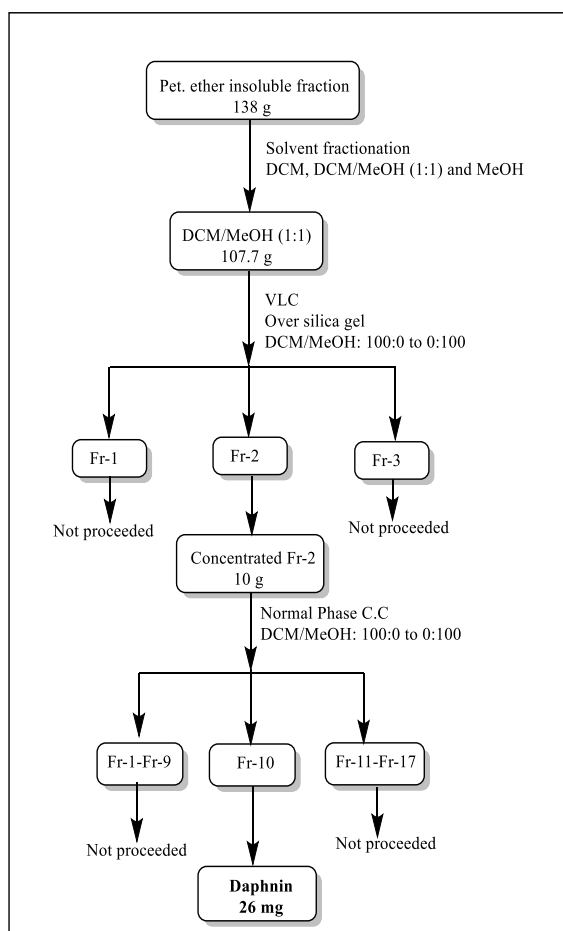 Pet. ether insoluble fraction
138 g
Solvent fractionation
DCM, DCM/MeOH (1:1) and MeOH
DCM/MeOH (1:1)
107.7 g
VLC
Over silica gel
DCM/MeOH: 100:0 to 0:100
Fr-1
Fr-2
Fr-3
Not proceeded
Not proceeded
Concentrated Fr-2
10 g
Normal Phase C.C
DCM/MeOH: 100:0 to 0:100
Fr-1-Fr-9
Fr-10
Fr-11-Fr-17
Not proceeded
Not proceeded
Daphnin
26 mg